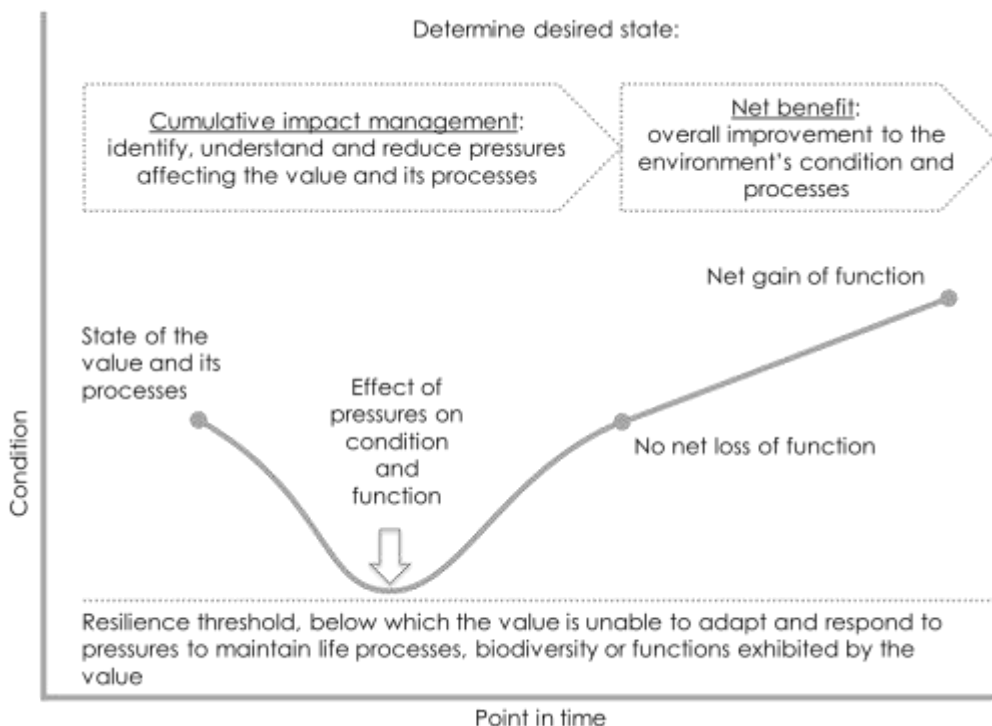 Determine desired state:
Cumulative impact management:
identify, understand and reduce pressures
affecting the value and its processes
Net benefit:
overall improvement to the
environment's condition and
processes
Net gain of function
State of the
value and its
processes
Effect of
pressures on
condition
and
function
No net loss of function
Condition
Resilience threshold, below which the value is unable to adapt and respond to
pressures to maintain life processes, biodiversity or functions exhibited by the
value
Point in time